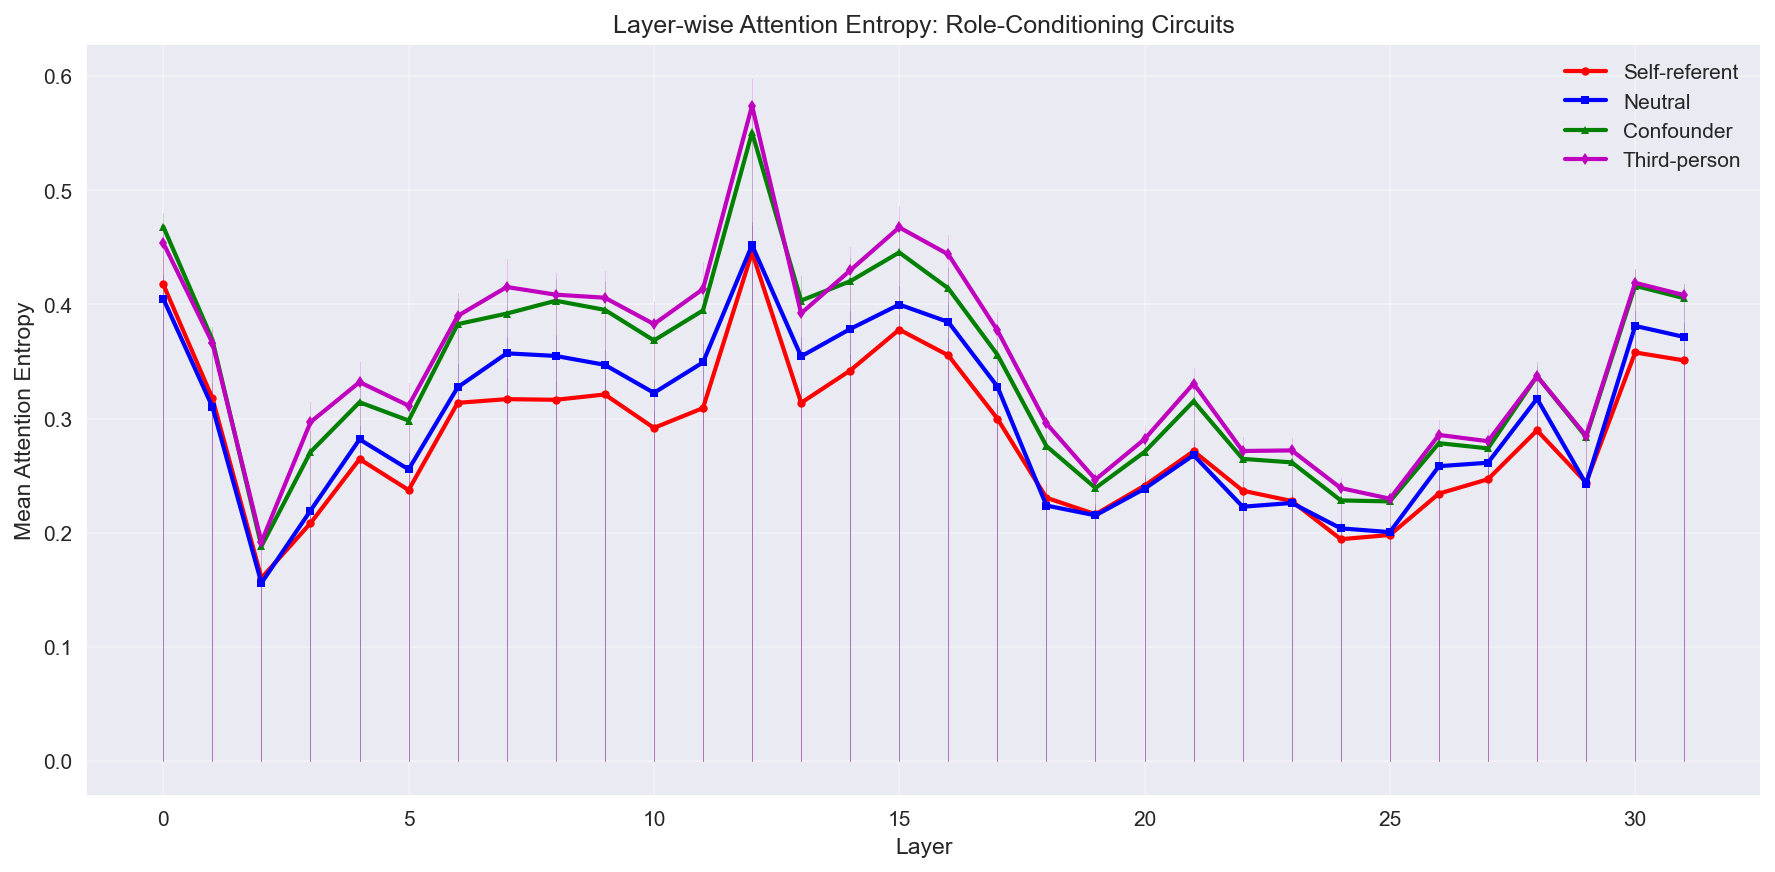 Layer-wise Attention Entropy: Role-Conditioning Circuits
Self-referent
Neutral
Confounder
Third-person
Mean Attention Entropy
0.6
0.5
0.4
0.3
0.2
0.1
0.0
0
5
10
15
20
25
30
Layer